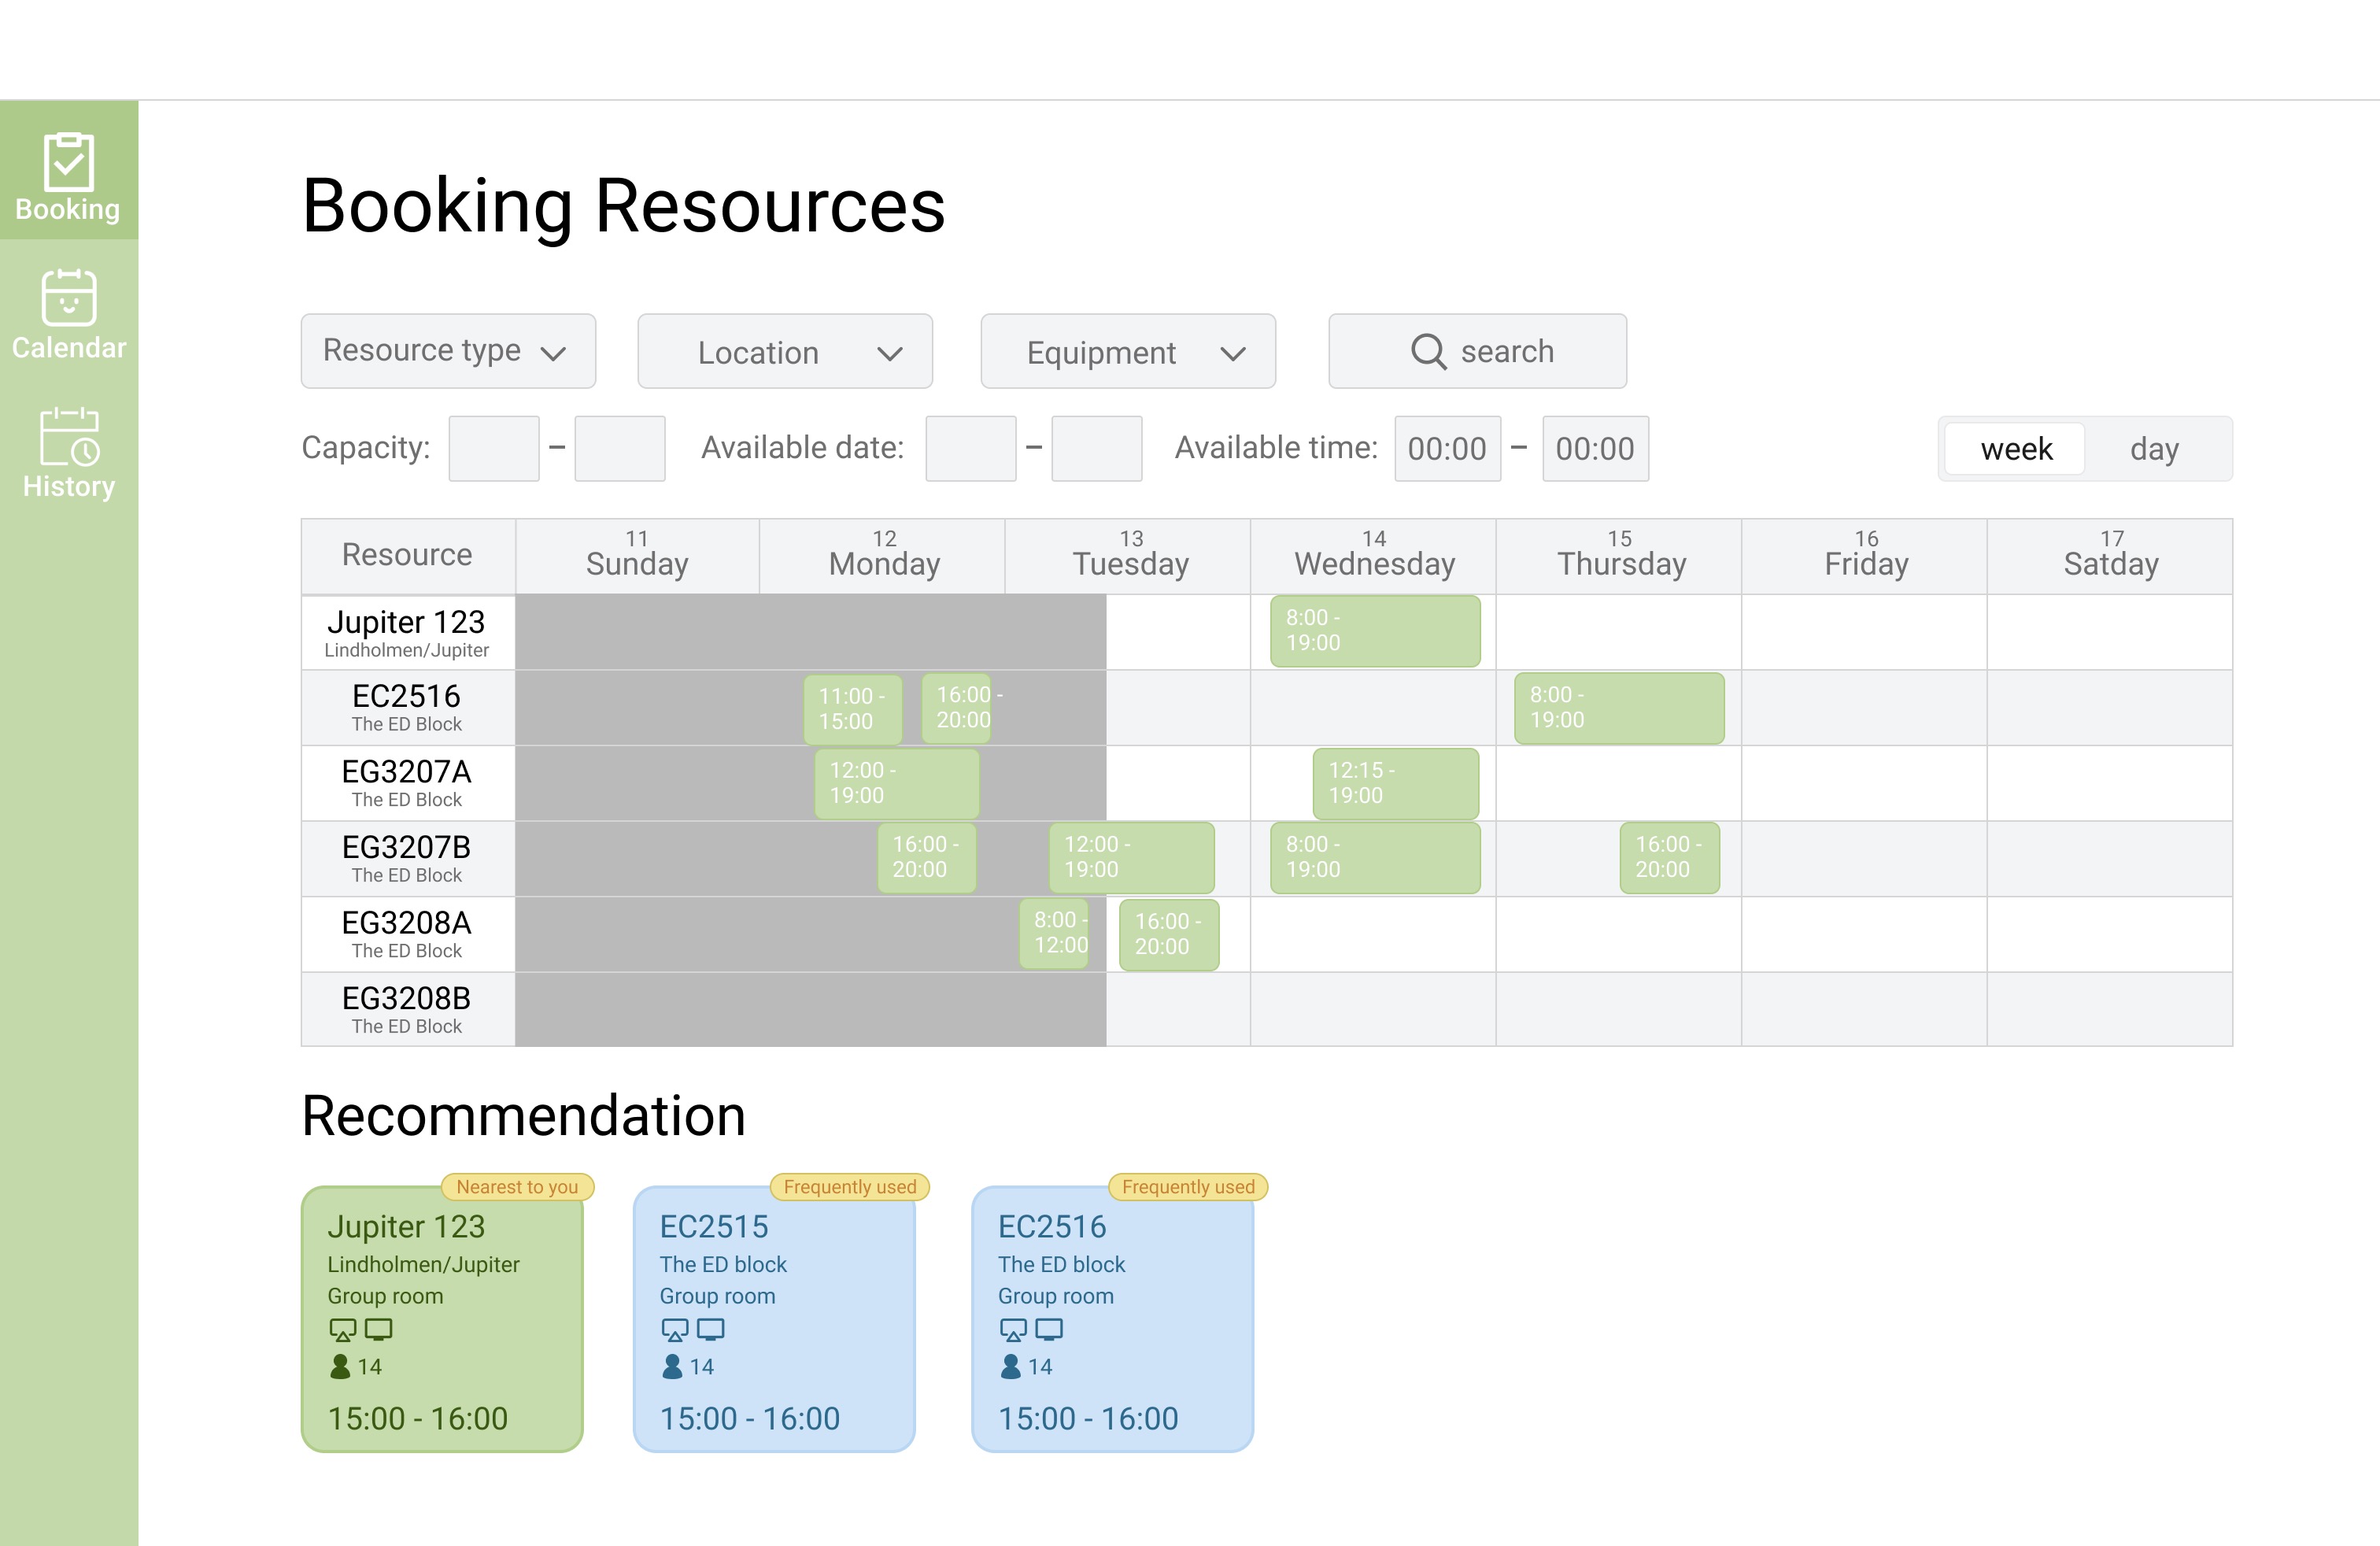 Booking
Calendar
History
Booking Resources
Resource type
Location
Equipment
search
Capacity: –
Available date: –
Available time: 00:00 – 00:00
week day
Resource
11
Sunday
12
Monday
13
Tuesday
14
Wednesday
15
Thursday
16
Friday
17
Satday
Jupiter 123
Lindholmen/Jupiter
8:00 -
19:00
EC2516
The ED Block
11:00 -
15:00
16:00 -
20:00
8:00 -
19:00
EG3207A
The ED Block
12:00 -
19:00
12:15 -
19:00
EG3207B
The ED Block
16:00 -
20:00
12:00 -
19:00
8:00 -
19:00
16:00 -
20:00
EG3208A
The ED Block
8:00 -
12:00
16:00 -
20:00
EG3208B
The ED Block
Recommendation
Nearest to you
Jupiter 123
Lindholmen/Jupiter
Group room
14
15:00 - 16:00
Frequently used
EC2515
The ED block
Group room
14
15:00 - 16:00
Frequently used
EC2516
The ED block
Group room
14
15:00 - 16:00